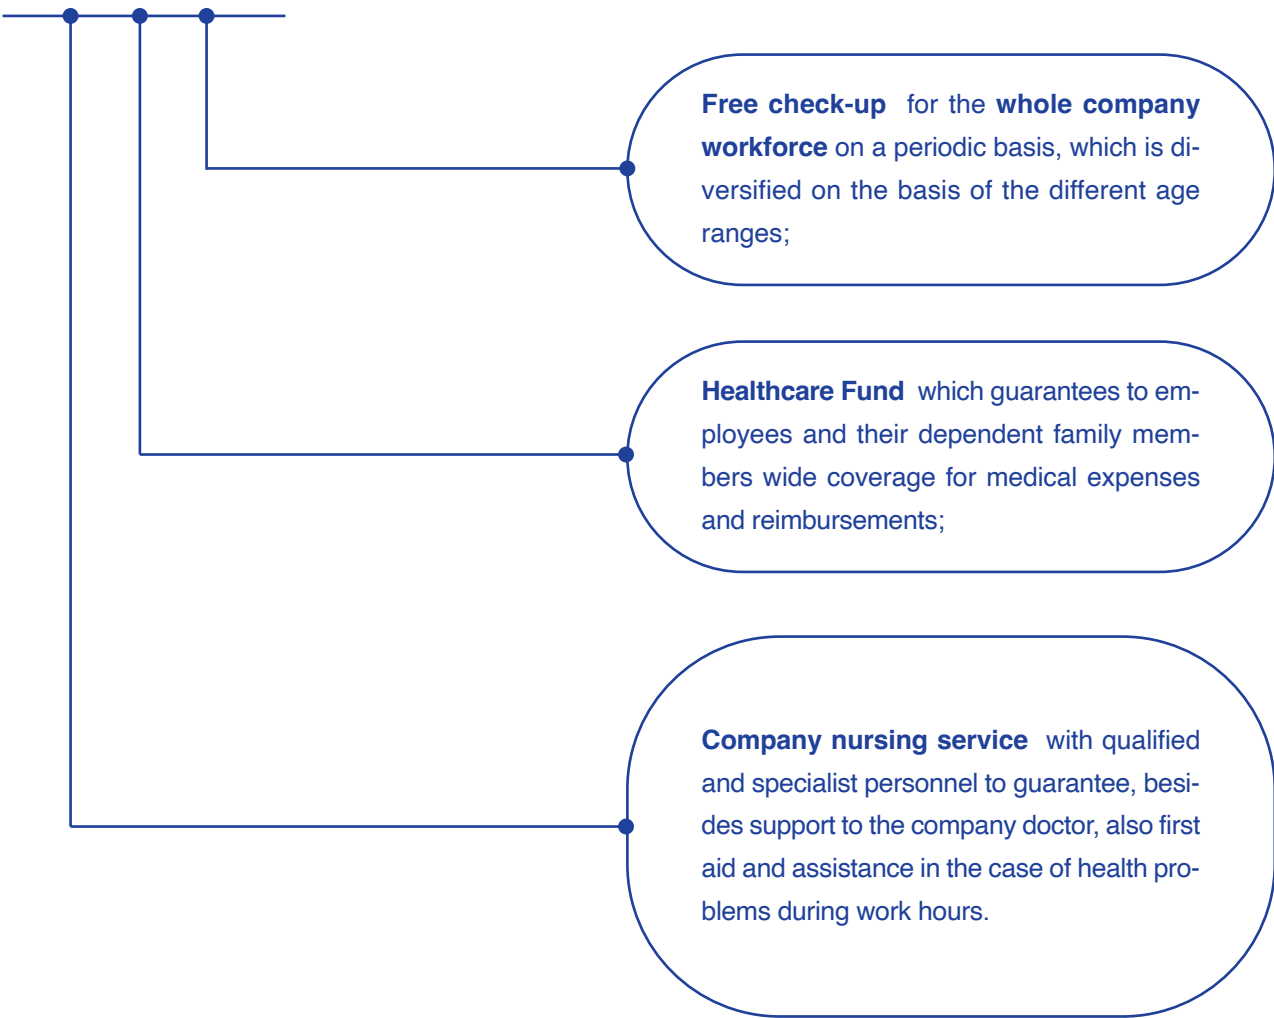 Free check-up for the whole company
workforce on a periodic basis, which is di-
versified on the basis of the different age
ranges;
Healthcare Fund which guarantees to em-
ployees and their dependent family mem-
bers wide coverage for medical expenses
and reimbursements;
Company nursing service with qualified
and specialist personnel to guarantee, besi-
des support to the company doctor, also first
aid and assistance in the case of health pro-
blems during work hours.